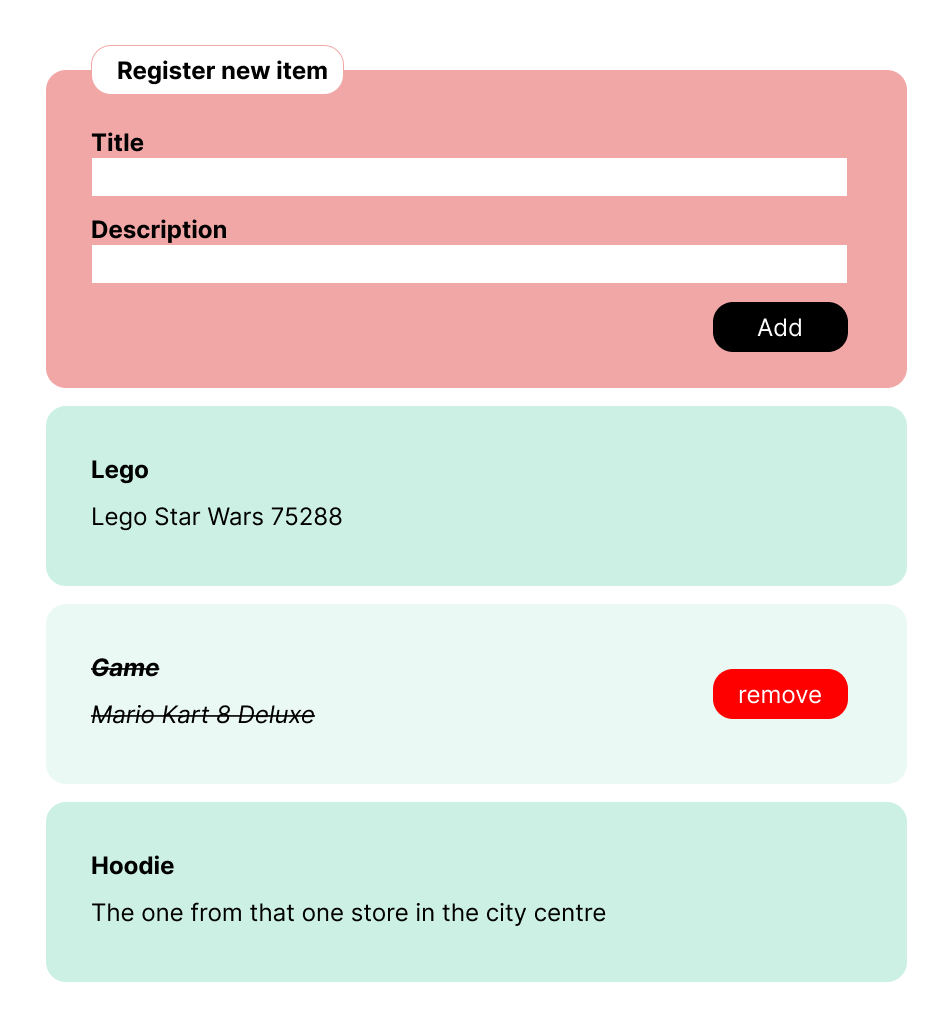 Register new item
Title
Description
Add
Lego
Lego Star Wars 75288
Game
Mario Kart 8 Deluxe
remove
Hoodie
The one from that one store in the city centre